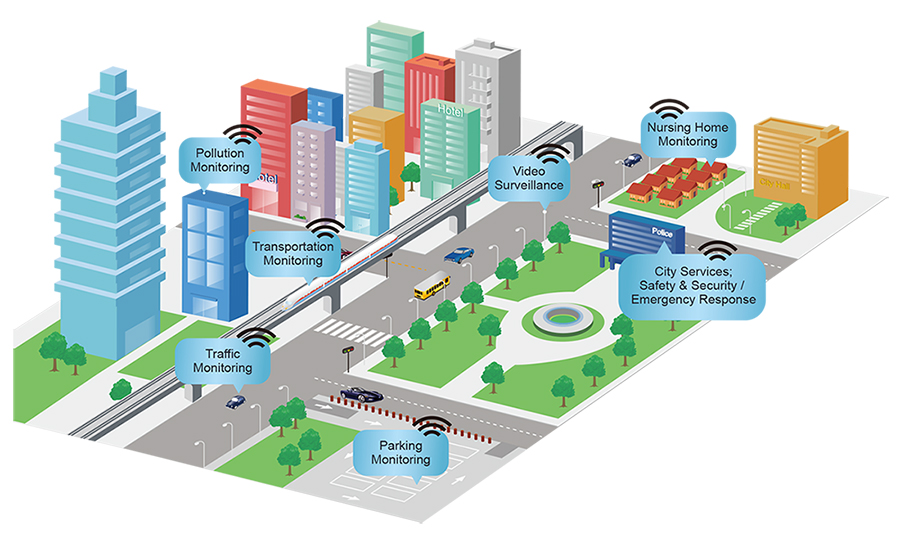 Hotel
Nursing Home
Monitoring
Pollution
Monitoring
Video
Surveillance
Hotel
City Hall
Police
Transportation
Monitoring
City Services;
Safety & Security /
Emergency Response
Traffic
Monitoring
Parking
Monitoring